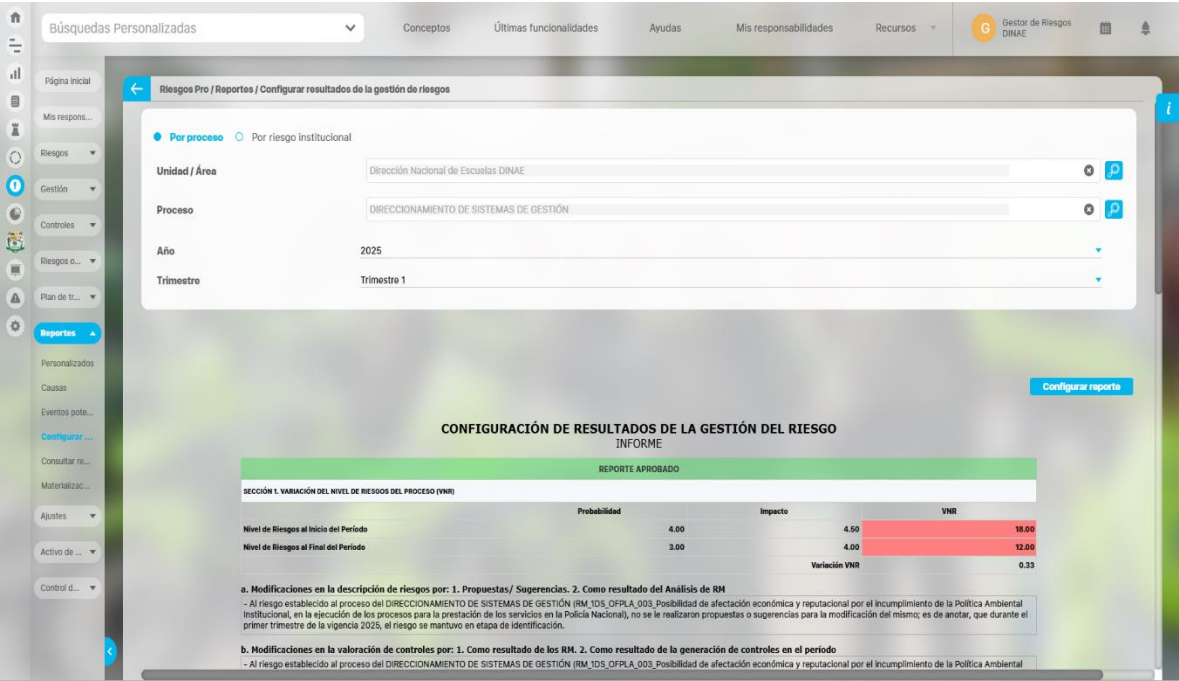 Búsquedas Personalizadas
Conceptos
Últimas funcionalidades
Ayudas
Mis responsabilidades
Recursos
G
Gestor de Riesgos
DINAE
Página inicial
Mis respons...
Riesgos
Gestión
Controles
Riesgos o...
Plan de tr...
Reportes
Personalizados
Causas
Eventos pote...
Configurar ...
Consultar re...
Materializac...
Ajustes
Activo de ...
Control d...
Riesgos Pro / Reportes / Configurar resultados de la gestión de riesgos
i
Por proceso Por riesgo institucional
Unidad / Área Dirección Nacional de Escuelas DINAE
Proceso DIRECCIONAMIENTO DE SISTEMAS DE GESTIÓN
Año 2025
Trimestre Trimestre 1
Configurar reporte
CONFIGURACIÓN DE RESULTADOS DE LA GESTIÓN DEL RIESGO
INFORME
REPORTE APROBADO
SECCIÓN 1. VARIACIÓN DEL NIVEL DE RIESGOS DEL PROCESO (VNR)
Probabilidad Impacto VNR
Nivel de Riesgos al Inicio del Período 4.00 4.50 18.00
Nivel de Riesgos al Final del Período 3.00 4.00 12.00
Variación VNR 0.33
a. Modificaciones en la descripción de riesgos por: 1. Propuestas/ Sugerencias. 2. Como resultado del Análisis de RM
- Al riesgo establecido al proceso del DIRECCIONAMIENTO DE SISTEMAS DE GESTIÓN (RM_1DS_OFPLA_003_Posibilidad de afectación económica y reputacional por el incumplimiento de la Política Ambiental
Institucional, en la ejecución de los procesos para la prestación de los servicios en la Policía Nacional), no se le realizaron propuestas o sugerencias para la modificación del mismo; es de anotar, que durante el
primer trimestre de la vigencia 2025, el riesgo se mantuvo en etapa de identificación.
b. Modificaciones en la valoración de controles por: 1. Como resultado de los RM. 2. Como resultado de la generación de controles en el período
- Al riesgo establecido al proceso del DIRECCIONAMIENTO DE SISTEMAS DE GESTIÓN (RM_1DS_OFPLA_003_Posibilidad de afectación económica y reputacional por el incumplimiento de la Política Ambiental